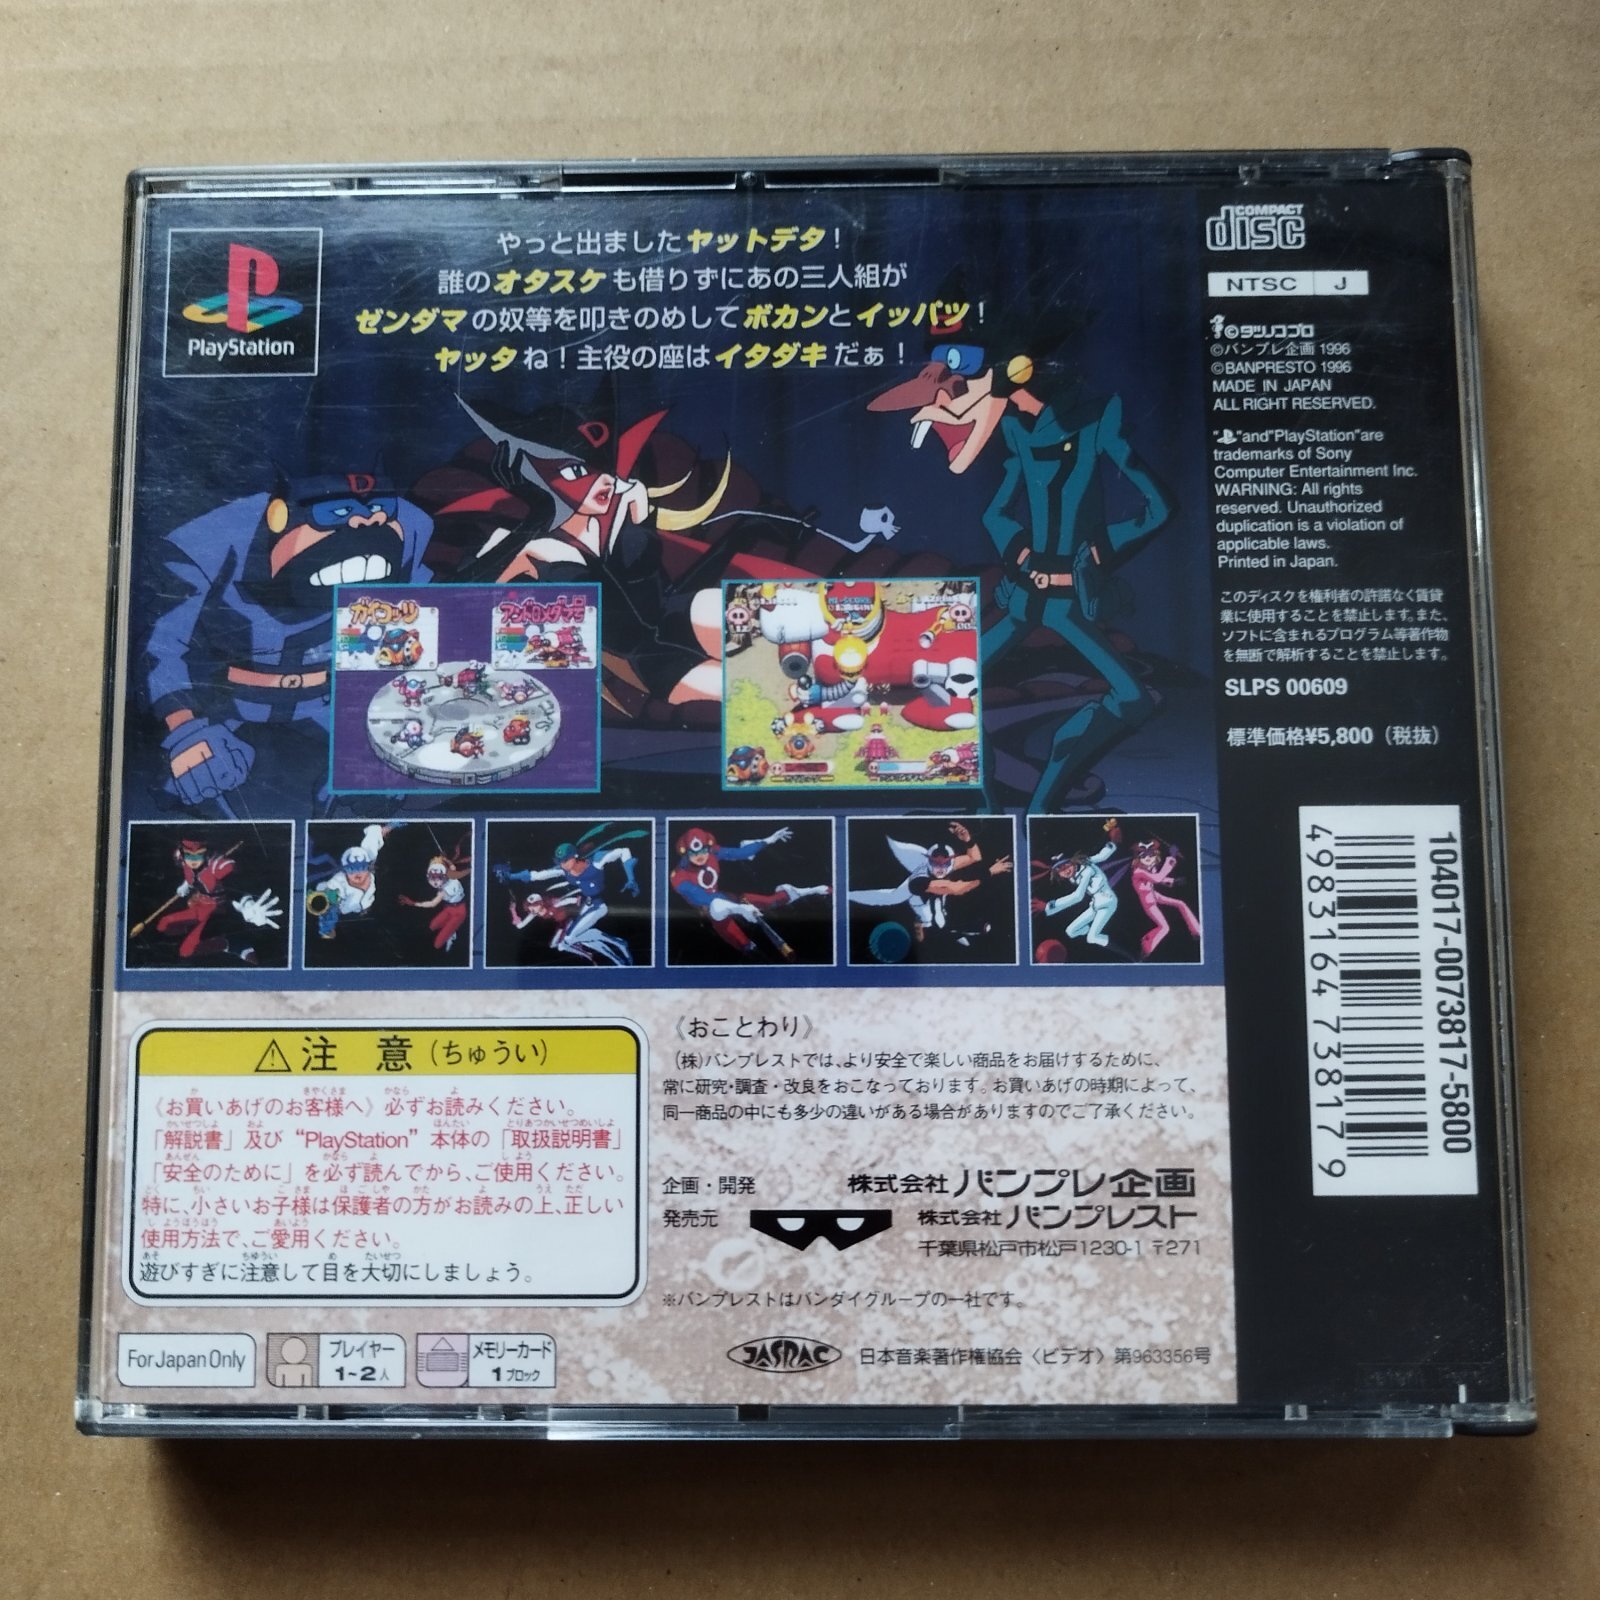 PlayStation
やっと出ましたヤットデタ！
誰のオタスケも借りずにあの三人組が
ゼンダマの奴等を叩きのめしてボカンとイッパツ！
ヤッタね！主役の座はイタダキだぁ！
D
D
ガイコッツ
COMPACT
disc
NTSC J
©タツノコプロ
©バンプレ企画 1996
©BANPRESTO 1996
MADE IN JAPAN
ALL RIGHT RESERVED.
"and"PlayStation"are
trademarks of Sony
Computer Entertainment Inc.
WARNING: All rights
reserved. Unauthorized
duplication is a violation of
applicable laws.
Printed in Japan.
このディスクを権利者の許諾なく賃貸
業に使用することを禁止します。また、
ソフトに含まれるプログラム等著作物
を無断で解析することを禁止します。
SLPS 00609
標準価格¥5,800（税抜）
104017-0073817-5800
4983164738179
⚠注 意（ちゅうい）
《お買いあげのお客様へ》必ずお読みください。
「解説書」及び“PlayStation”本体の「取扱説明書」
「安全のために」を必ず読んでから、ご使用ください。
特に、小さいお子様は保護者の方がお読みの上、正しい
使用方法で、ご愛用ください。
遊びすぎに注意して目を大切にしましょう。
《おことわり》
（株）バンプレストでは、より安全で楽しい商品をお届けするために、
常に研究・調査・改良をおこなっております。お買いあげの時期によって、
同一商品の中にも多少の違いがある場合がありますのでご了承ください。
企画・開発 株式会社バンプレ企画
発売元 株式会社バンプレスト
千葉県松戸市松戸1230-1 〒271
※バンプレストはバンダイグループの一社です。
For Japan Only
プレイヤー
1~2人
メモリーカード
1ブロック
JASRAC 日本音楽著作権協会〈ビデオ〉第963356号